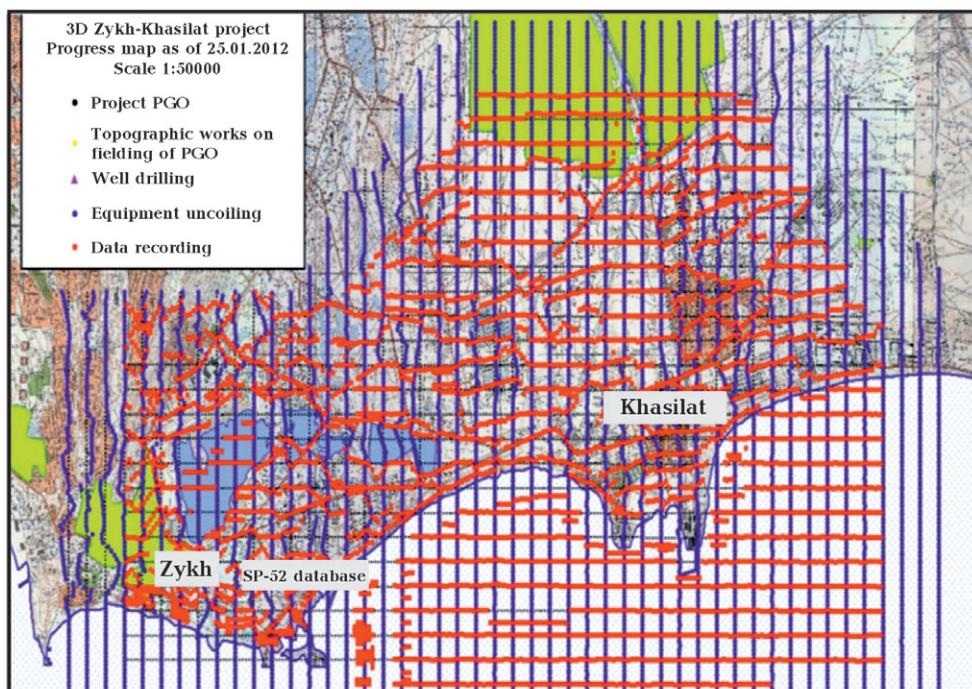 3D Zykh-Khasilat project
Progress map as of 25.01.2012
Scale 1:50000
Project PGO
Topographic works on
fielding of PGO
Well drilling
Equipment uncoiling
Data recording
Khasilat
Zykh
SP-52 database